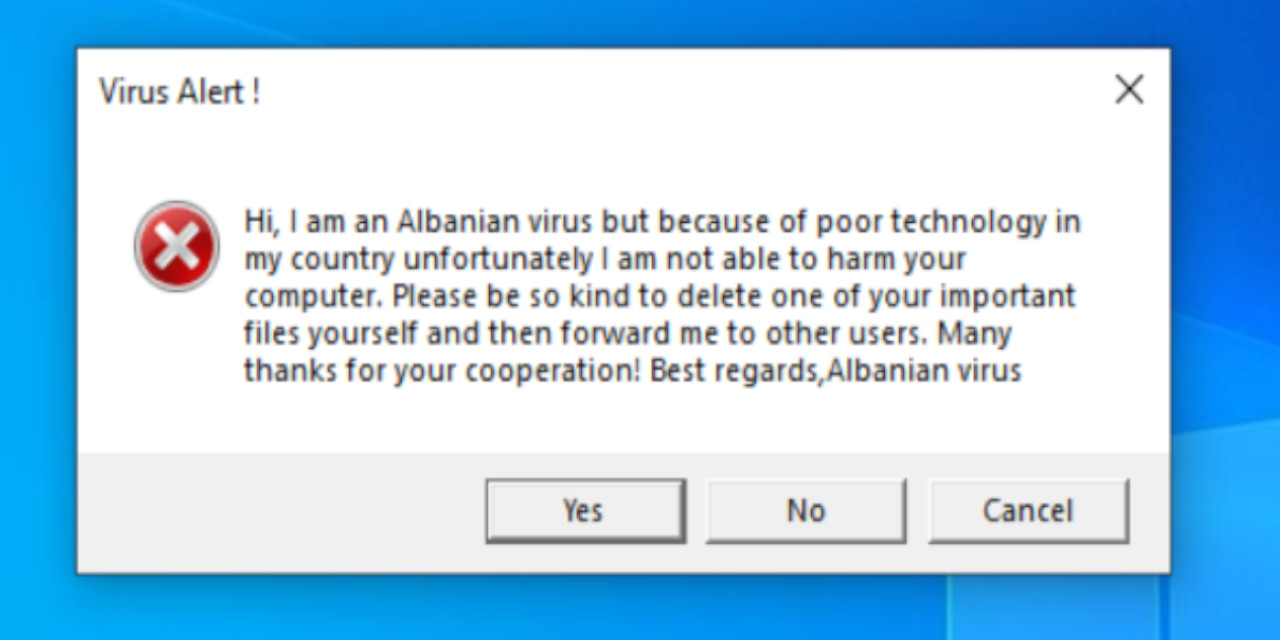 Virus Alert !
Hi, I am an Albanian virus but because of poor technology in
my country unfortunately I am not able to harm your
computer. Please be so kind to delete one of your important
files yourself and then forward me to other users. Many
thanks for your cooperation! Best regards,Albanian virus
Yes No Cancel